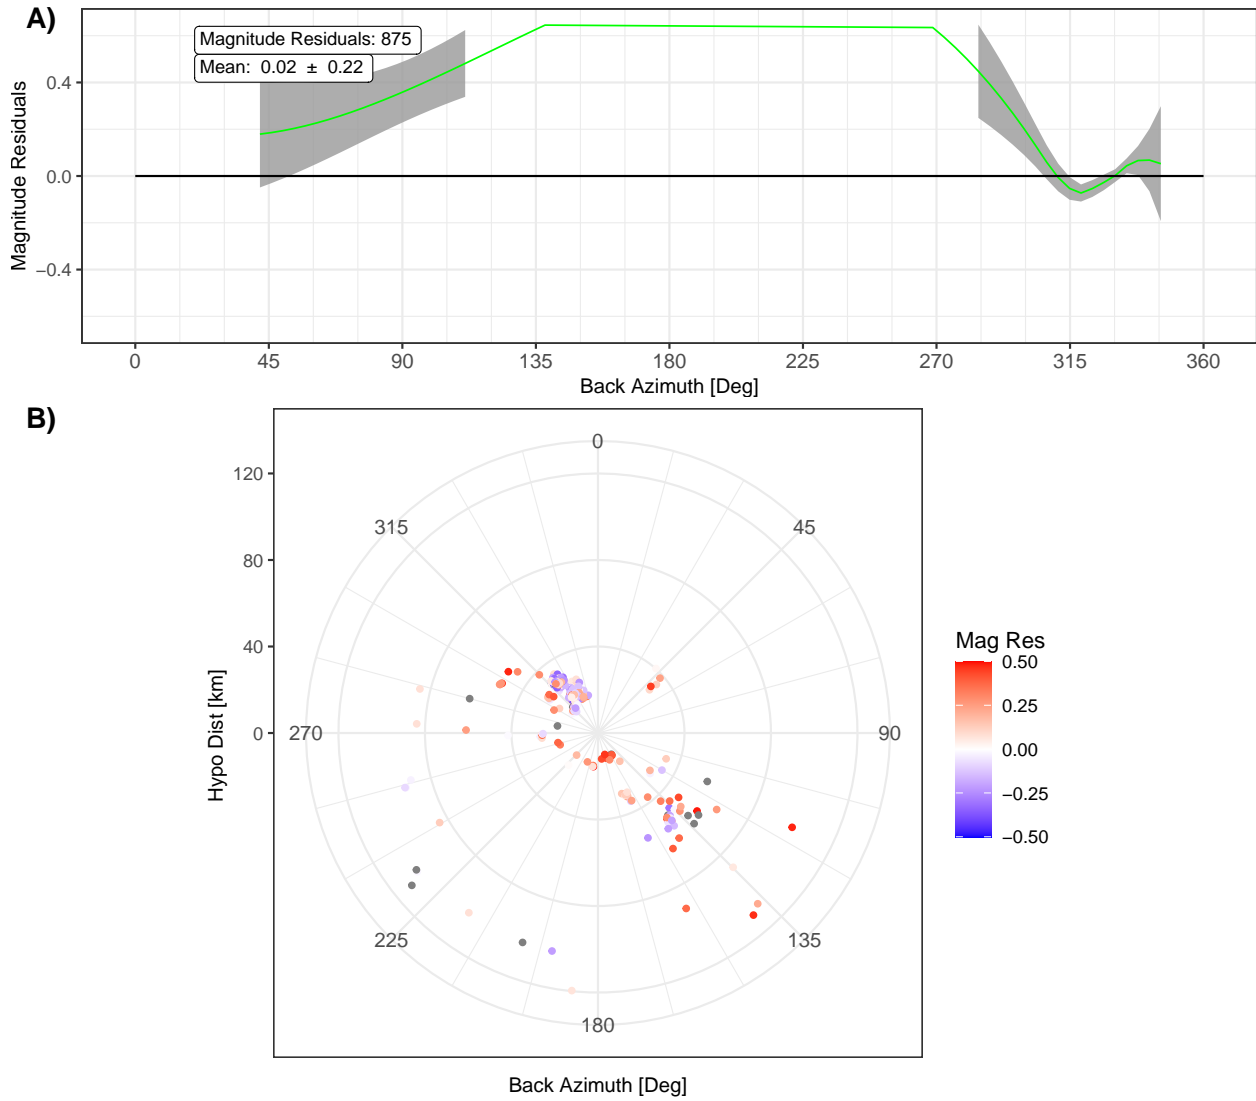 A)
Magnitude Residuals: 875
Mean:  0.02  ±  0.22
Magnitude Residuals
0.4
0.0
−0.4
0 45 90 135 180 225 270 315 360
Back Azimuth [Deg]
B)
Hypo Dist [km]
120
80
40
0
0
45
90
135
180
225
270
315
Back Azimuth [Deg]
Mag Res
0.50
0.25
0.00
−0.25
−0.50